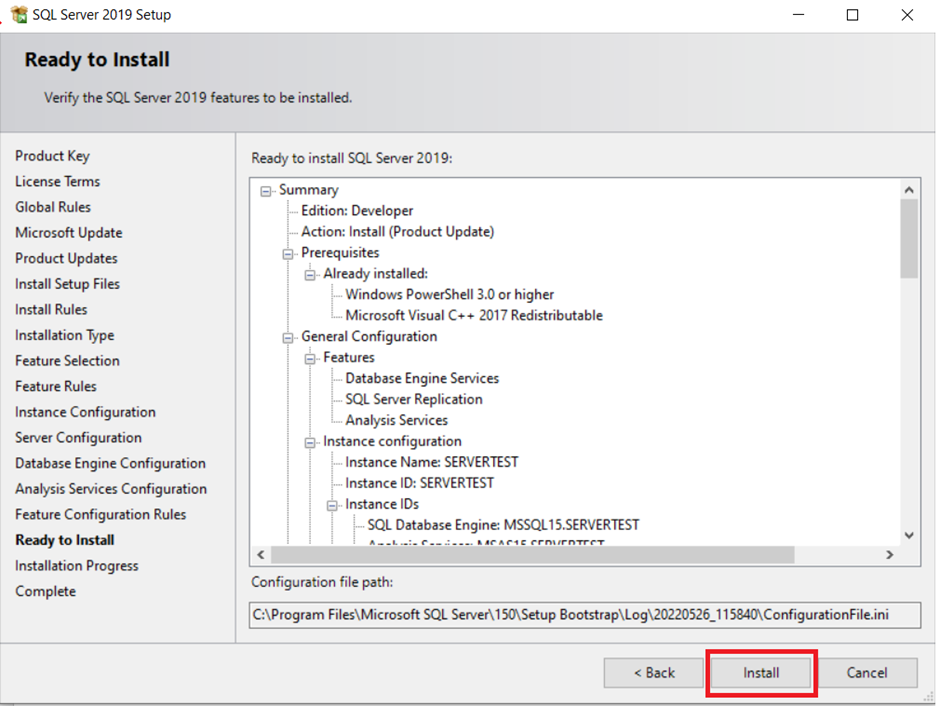 SQL Server 2019 Setup
Ready to Install
Verify the SQL Server 2019 features to be installed.
Product Key
License Terms
Global Rules
Microsoft Update
Product Updates
Install Setup Files
Install Rules
Installation Type
Feature Selection
Feature Rules
Instance Configuration
Server Configuration
Database Engine Configuration
Analysis Services Configuration
Feature Configuration Rules
Ready to Install
Installation Progress
Complete
Ready to install SQL Server 2019:
Summary
Edition: Developer
Action: Install (Product Update)
Prerequisites
Already installed:
Windows PowerShell 3.0 or higher
Microsoft Visual C++ 2017 Redistributable
General Configuration
Features
Database Engine Services
SQL Server Replication
Analysis Services
Instance configuration
Instance Name: SERVERTEST
Instance ID: SERVERTEST
Instance IDs
SQL Database Engine: MSSQL15.SERVERTEST
Analysis Services: MSAS15.SERVERTEST
Configuration file path:
C:\Program Files\Microsoft SQL Server\150\Setup Bootstrap\Log\20220526_115840\ConfigurationFile.ini
< Back
Install
Cancel